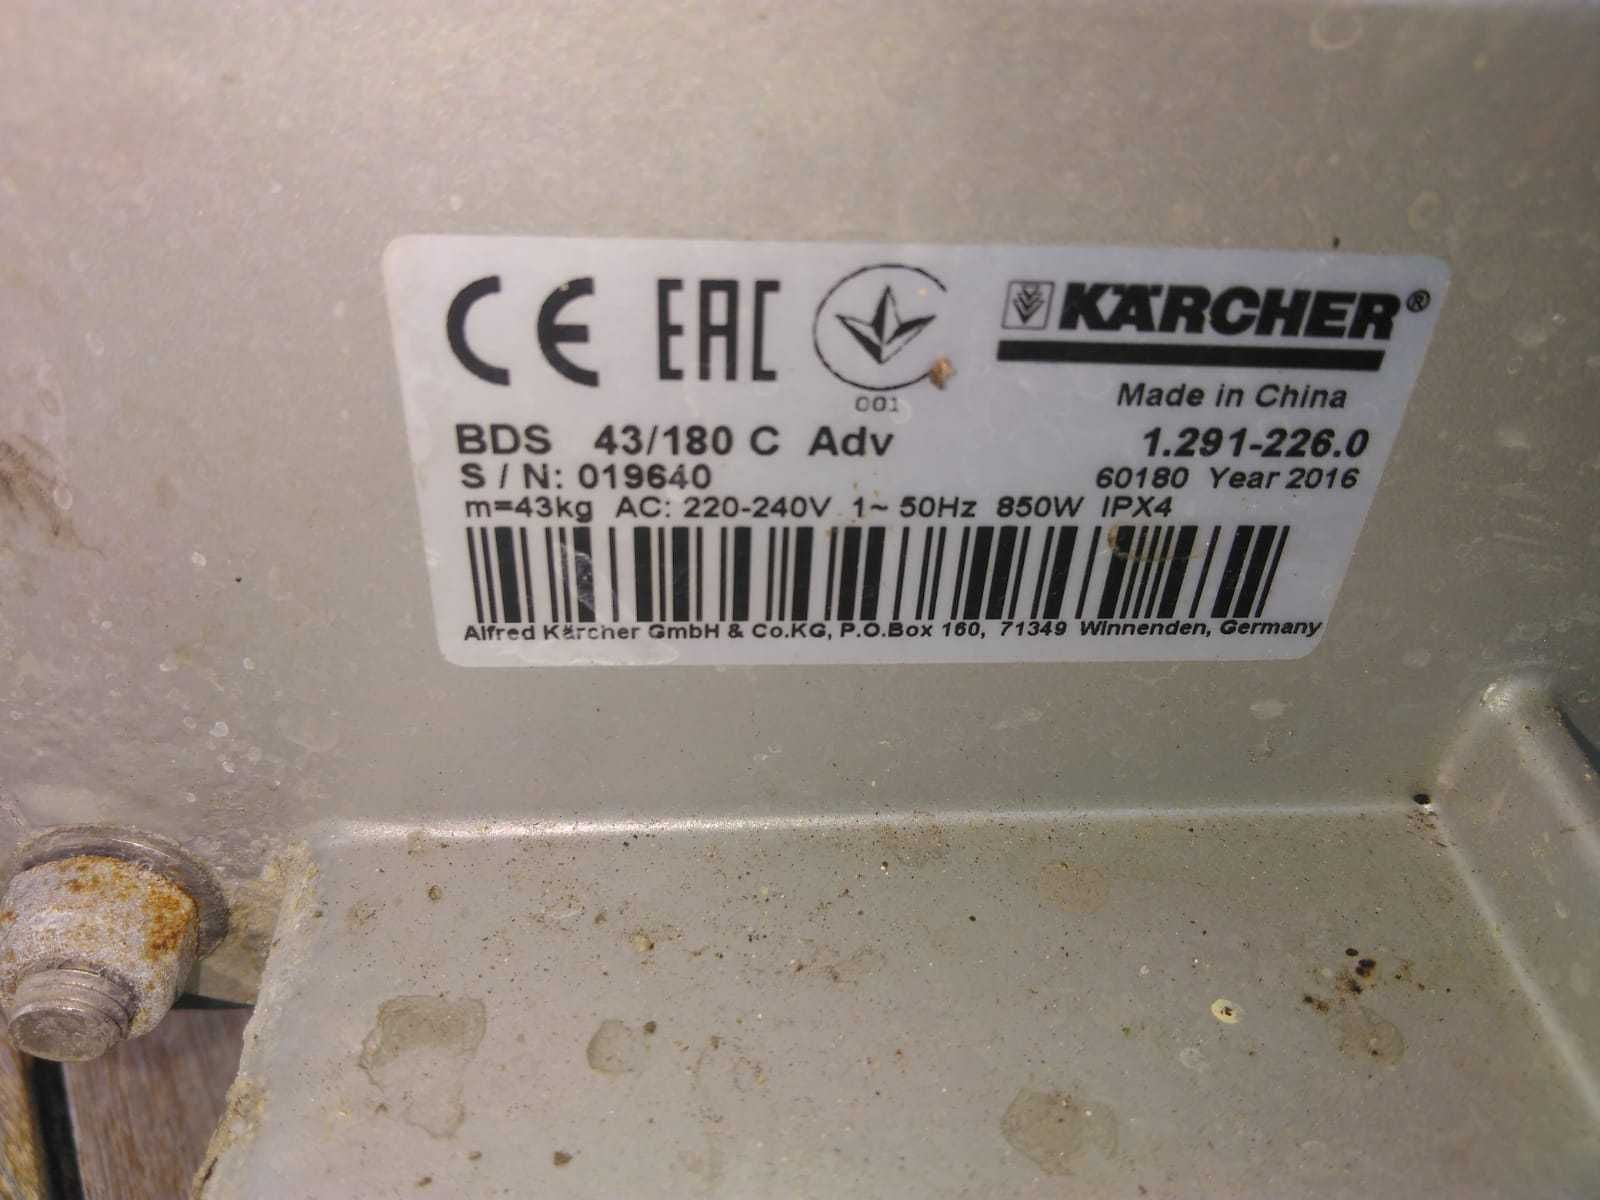 CE EAC KÄRCHER®
001
Made in China
BDS 43/180 C Adv 1.291-226.0
S / N: 019640 60180 Year 2016
m=43kg AC: 220-240V 1~ 50Hz 850W IPX4
Alfred Kärcher GmbH & Co.KG, P.O.Box 160, 71349 Winnenden, Germany